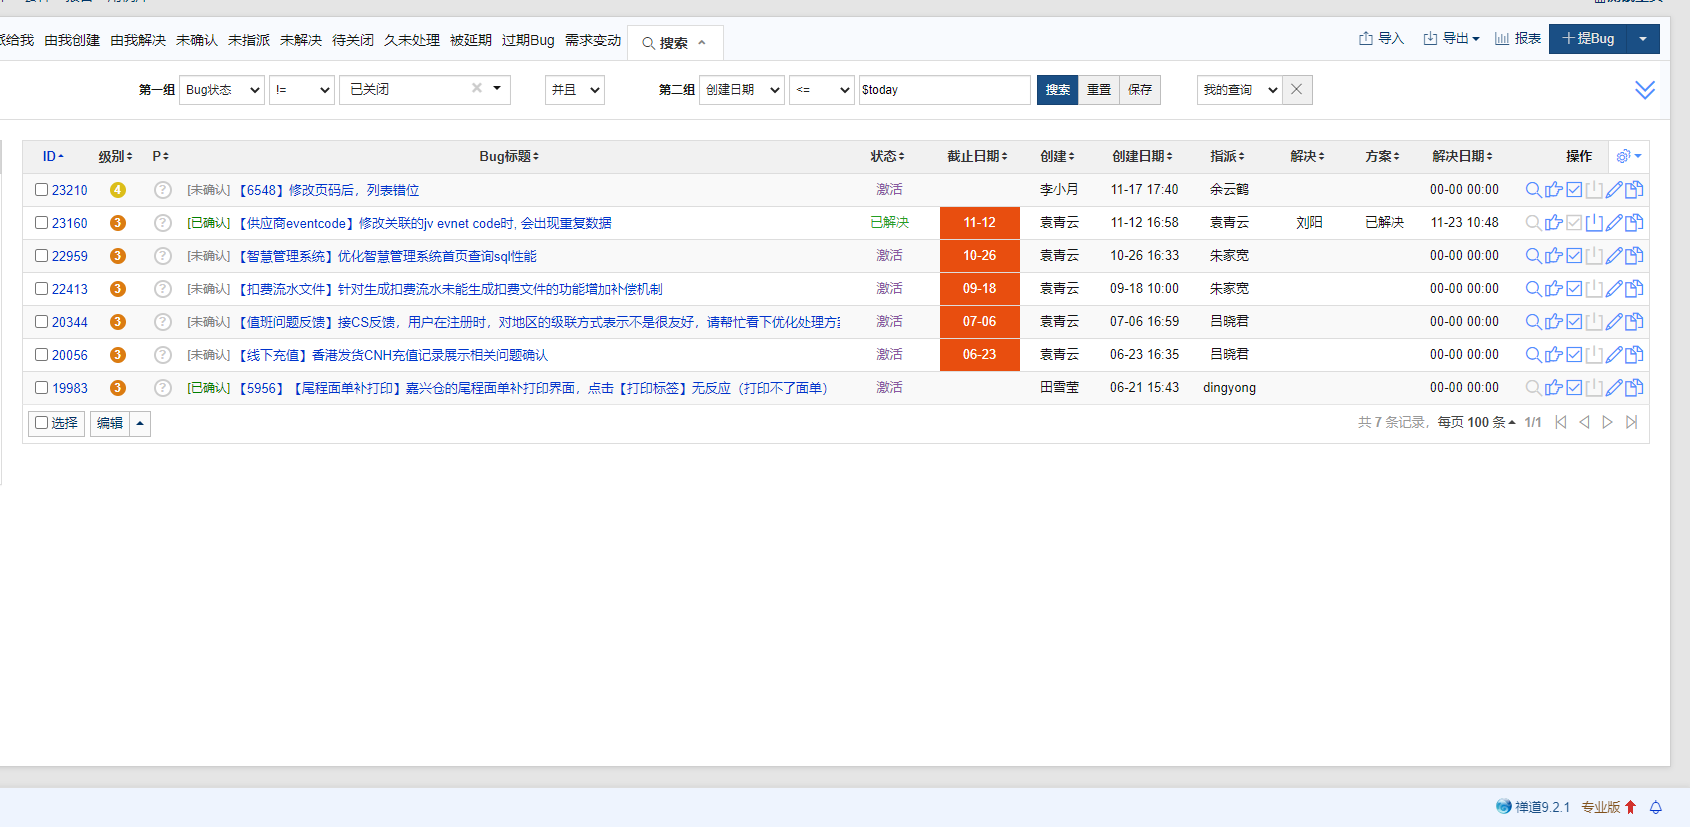 派给我 由我创建 由我解决 未确认 未指派 未解决 待关闭 久未处理 被延期 过期Bug 需求变动 搜索 导入 导出 报表 提Bug
第一组 Bug状态 != 已关闭 并且 第二组 创建日期 <= $today 搜索 重置 保存 我的查询
ID 级别 P Bug标题 状态 截止日期 创建 创建日期 指派 解决 方案 解决日期 操作
23210 4 ? [未确认] 【6548】修改页码后，列表错位 激活 李小月 11-17 17:40 余云鹤 00-00 00:00
23160 3 ? [已确认] 【供应商eventcode】修改关联的jv evnet code时, 会出现重复数据 已解决 11-12 袁青云 11-12 16:58 袁青云 刘阳 已解决 11-23 10:48
22959 3 ? [未确认] 【智慧管理系统】优化智慧管理系统首页查询sql性能 激活 10-26 袁青云 10-26 16:33 朱家宽 00-00 00:00
22413 3 ? [未确认] 【扣费流水文件】针对生成扣费流水未能生成扣费文件的功能增加补偿机制 激活 09-18 袁青云 09-18 10:00 朱家宽 00-00 00:00
20344 3 ? [未确认] 【值班问题反馈】接CS反馈，用户在注册时，对地区的级联方式表示不是很友好，请帮忙看下优化处理方案 激活 07-06 袁青云 07-06 16:59 吕晓君 00-00 00:00
20056 3 ? [未确认] 【线下充值】香港发货CNH充值记录展示相关问题确认 激活 06-23 袁青云 06-23 16:35 吕晓君 00-00 00:00
19983 3 ? [已确认] 【5956】【尾程面单补打印】嘉兴仓的尾程面单补打印界面，点击【打印标签】无反应（打印不了面单） 激活 田雪莹 06-21 15:43 dingyong 00-00 00:00
选择 编辑 共 7 条记录，每页 100 条 1/1
禅道9.2.1 专业版